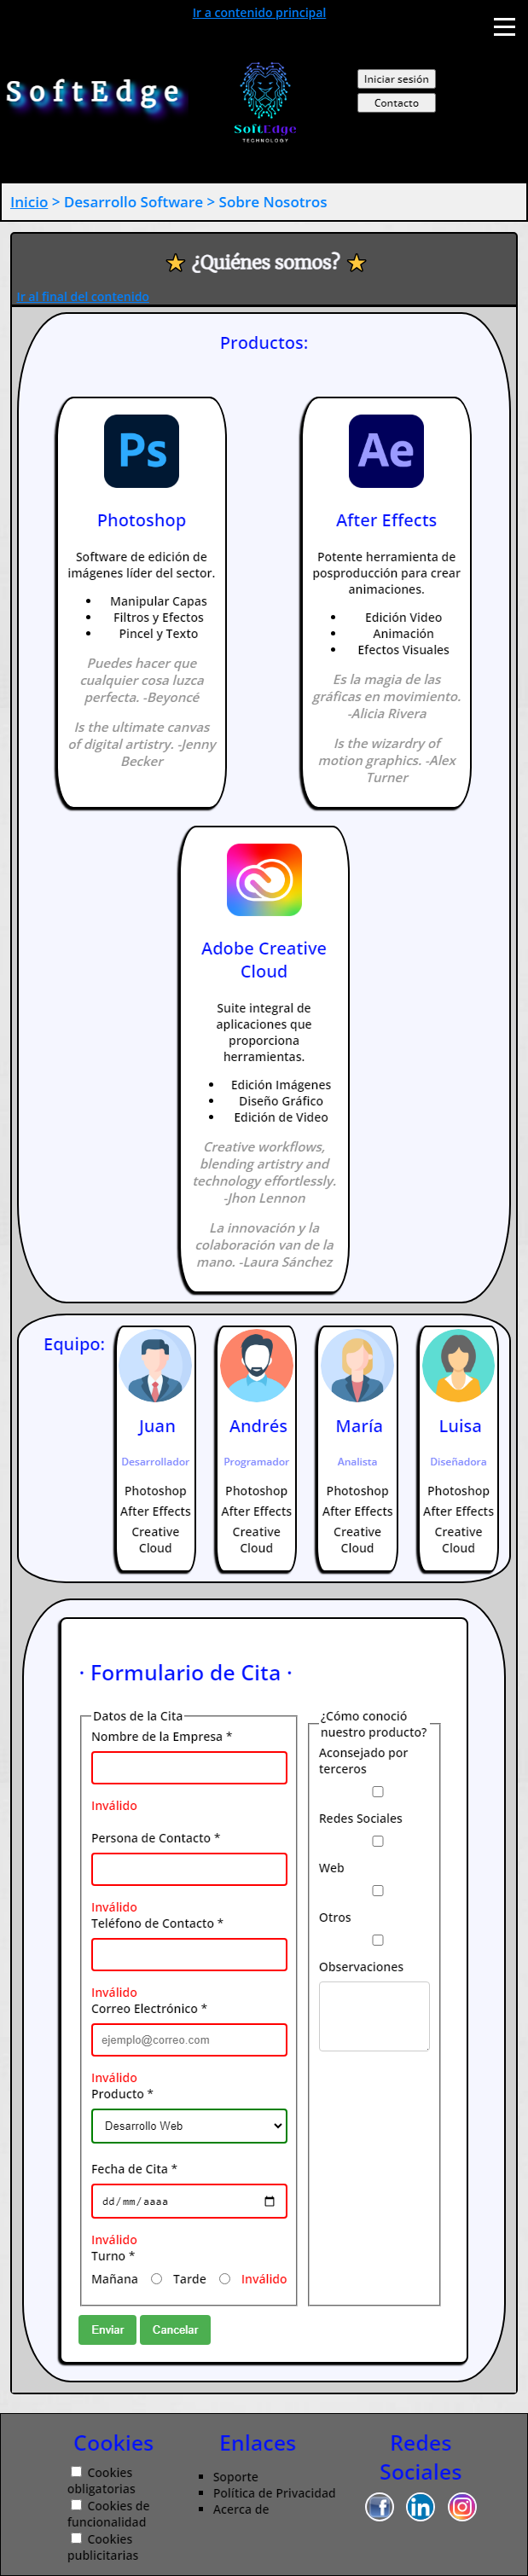 Ir a contenido principal
SoftEdge
SoftEdge
TECHNOLOGY
Iniciar sesión
Contacto
Inicio > Desarrollo Software > Sobre Nosotros
¿Quiénes somos?
Ir al final del contenido
Productos:
Ps
Photoshop
Software de edición de
imágenes líder del sector.
Manipular Capas
Filtros y Efectos
Pincel y Texto
Puedes hacer que
cualquier cosa luzca
perfecta. -Beyoncé
Is the ultimate canvas
of digital artistry. -Jenny
Becker
Ae
After Effects
Potente herramienta de
posproducción para crear
animaciones.
Edición Video
Animación
Efectos Visuales
Es la magia de las
gráficas en movimiento.
-Alicia Rivera
Is the wizardry of
motion graphics. -Alex
Turner
Adobe Creative
Cloud
Suite integral de
aplicaciones que
proporciona
herramientas.
Edición Imágenes
Diseño Gráfico
Edición de Video
Creative workflows,
blending artistry and
technology effortlessly.
-Jhon Lennon
La innovación y la
colaboración van de la
mano. -Laura Sánchez
Equipo:
Juan
Desarrollador
Photoshop
After Effects
Creative
Cloud
Andrés
Programador
Photoshop
After Effects
Creative
Cloud
María
Analista
Photoshop
After Effects
Creative
Cloud
Luisa
Diseñadora
Photoshop
After Effects
Creative
Cloud
· Formulario de Cita ·
Datos de la Cita
Nombre de la Empresa *
Inválido
Persona de Contacto *
Inválido
Teléfono de Contacto *
Inválido
Correo Electrónico *
ejemplo@correo.com
Inválido
Producto *
Desarrollo Web
Fecha de Cita *
dd/mm/aaaa
Inválido
Turno *
Mañana Tarde Inválido
¿Cómo conoció
nuestro producto?
Aconsejado por
terceros
Redes Sociales
Web
Otros
Observaciones
Enviar Cancelar
Cookies
Cookies
obligatorias
Cookies de
funcionalidad
Cookies
publicitarias
Enlaces
Soporte
Política de Privacidad
Acerca de
Redes
Sociales
f
in